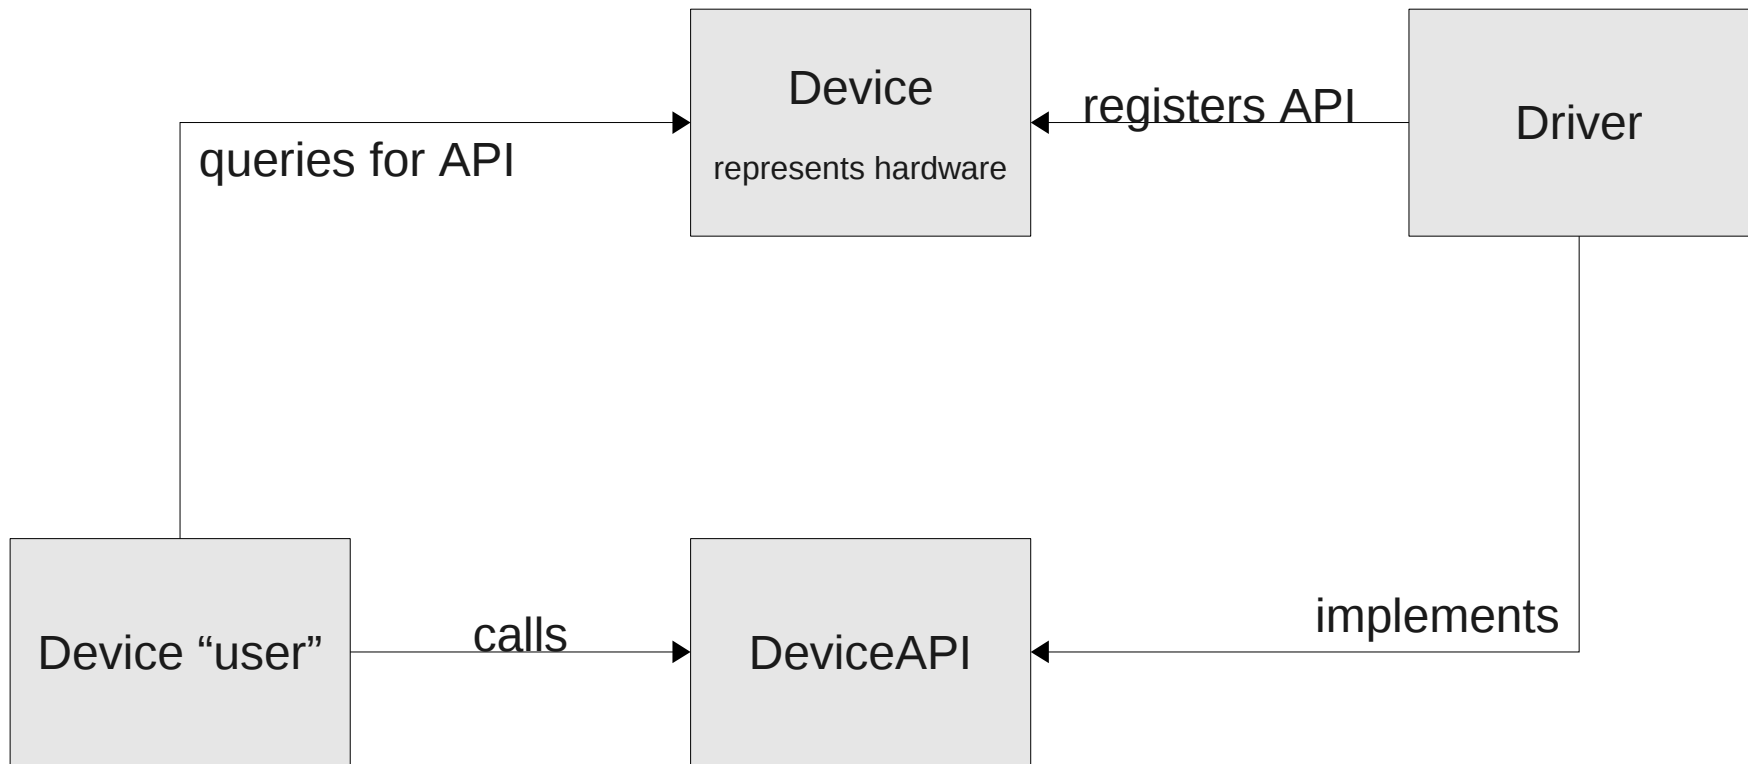 Device
represents hardware
registers API
Driver
queries for API
Device “user”
calls
DeviceAPI
implements